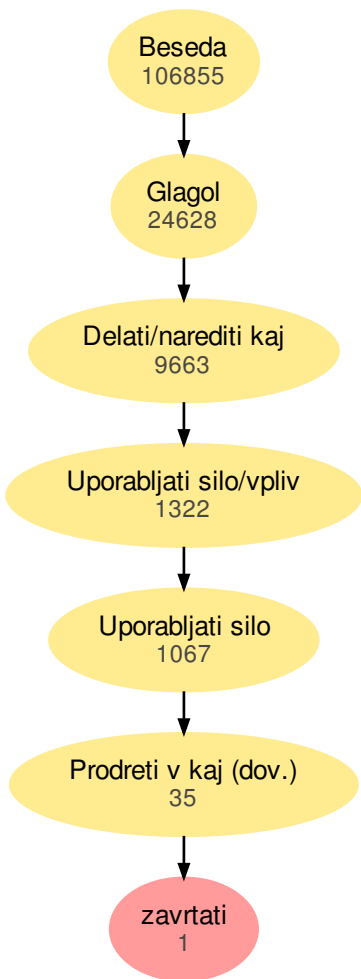 Beseda
106855
Glagol
24628
Delati/narediti kaj
9663
Uporabljati silo/vpliv
1322
Uporabljati silo
1067
Prodreti v kaj (dov.)
35
zavrtati
1